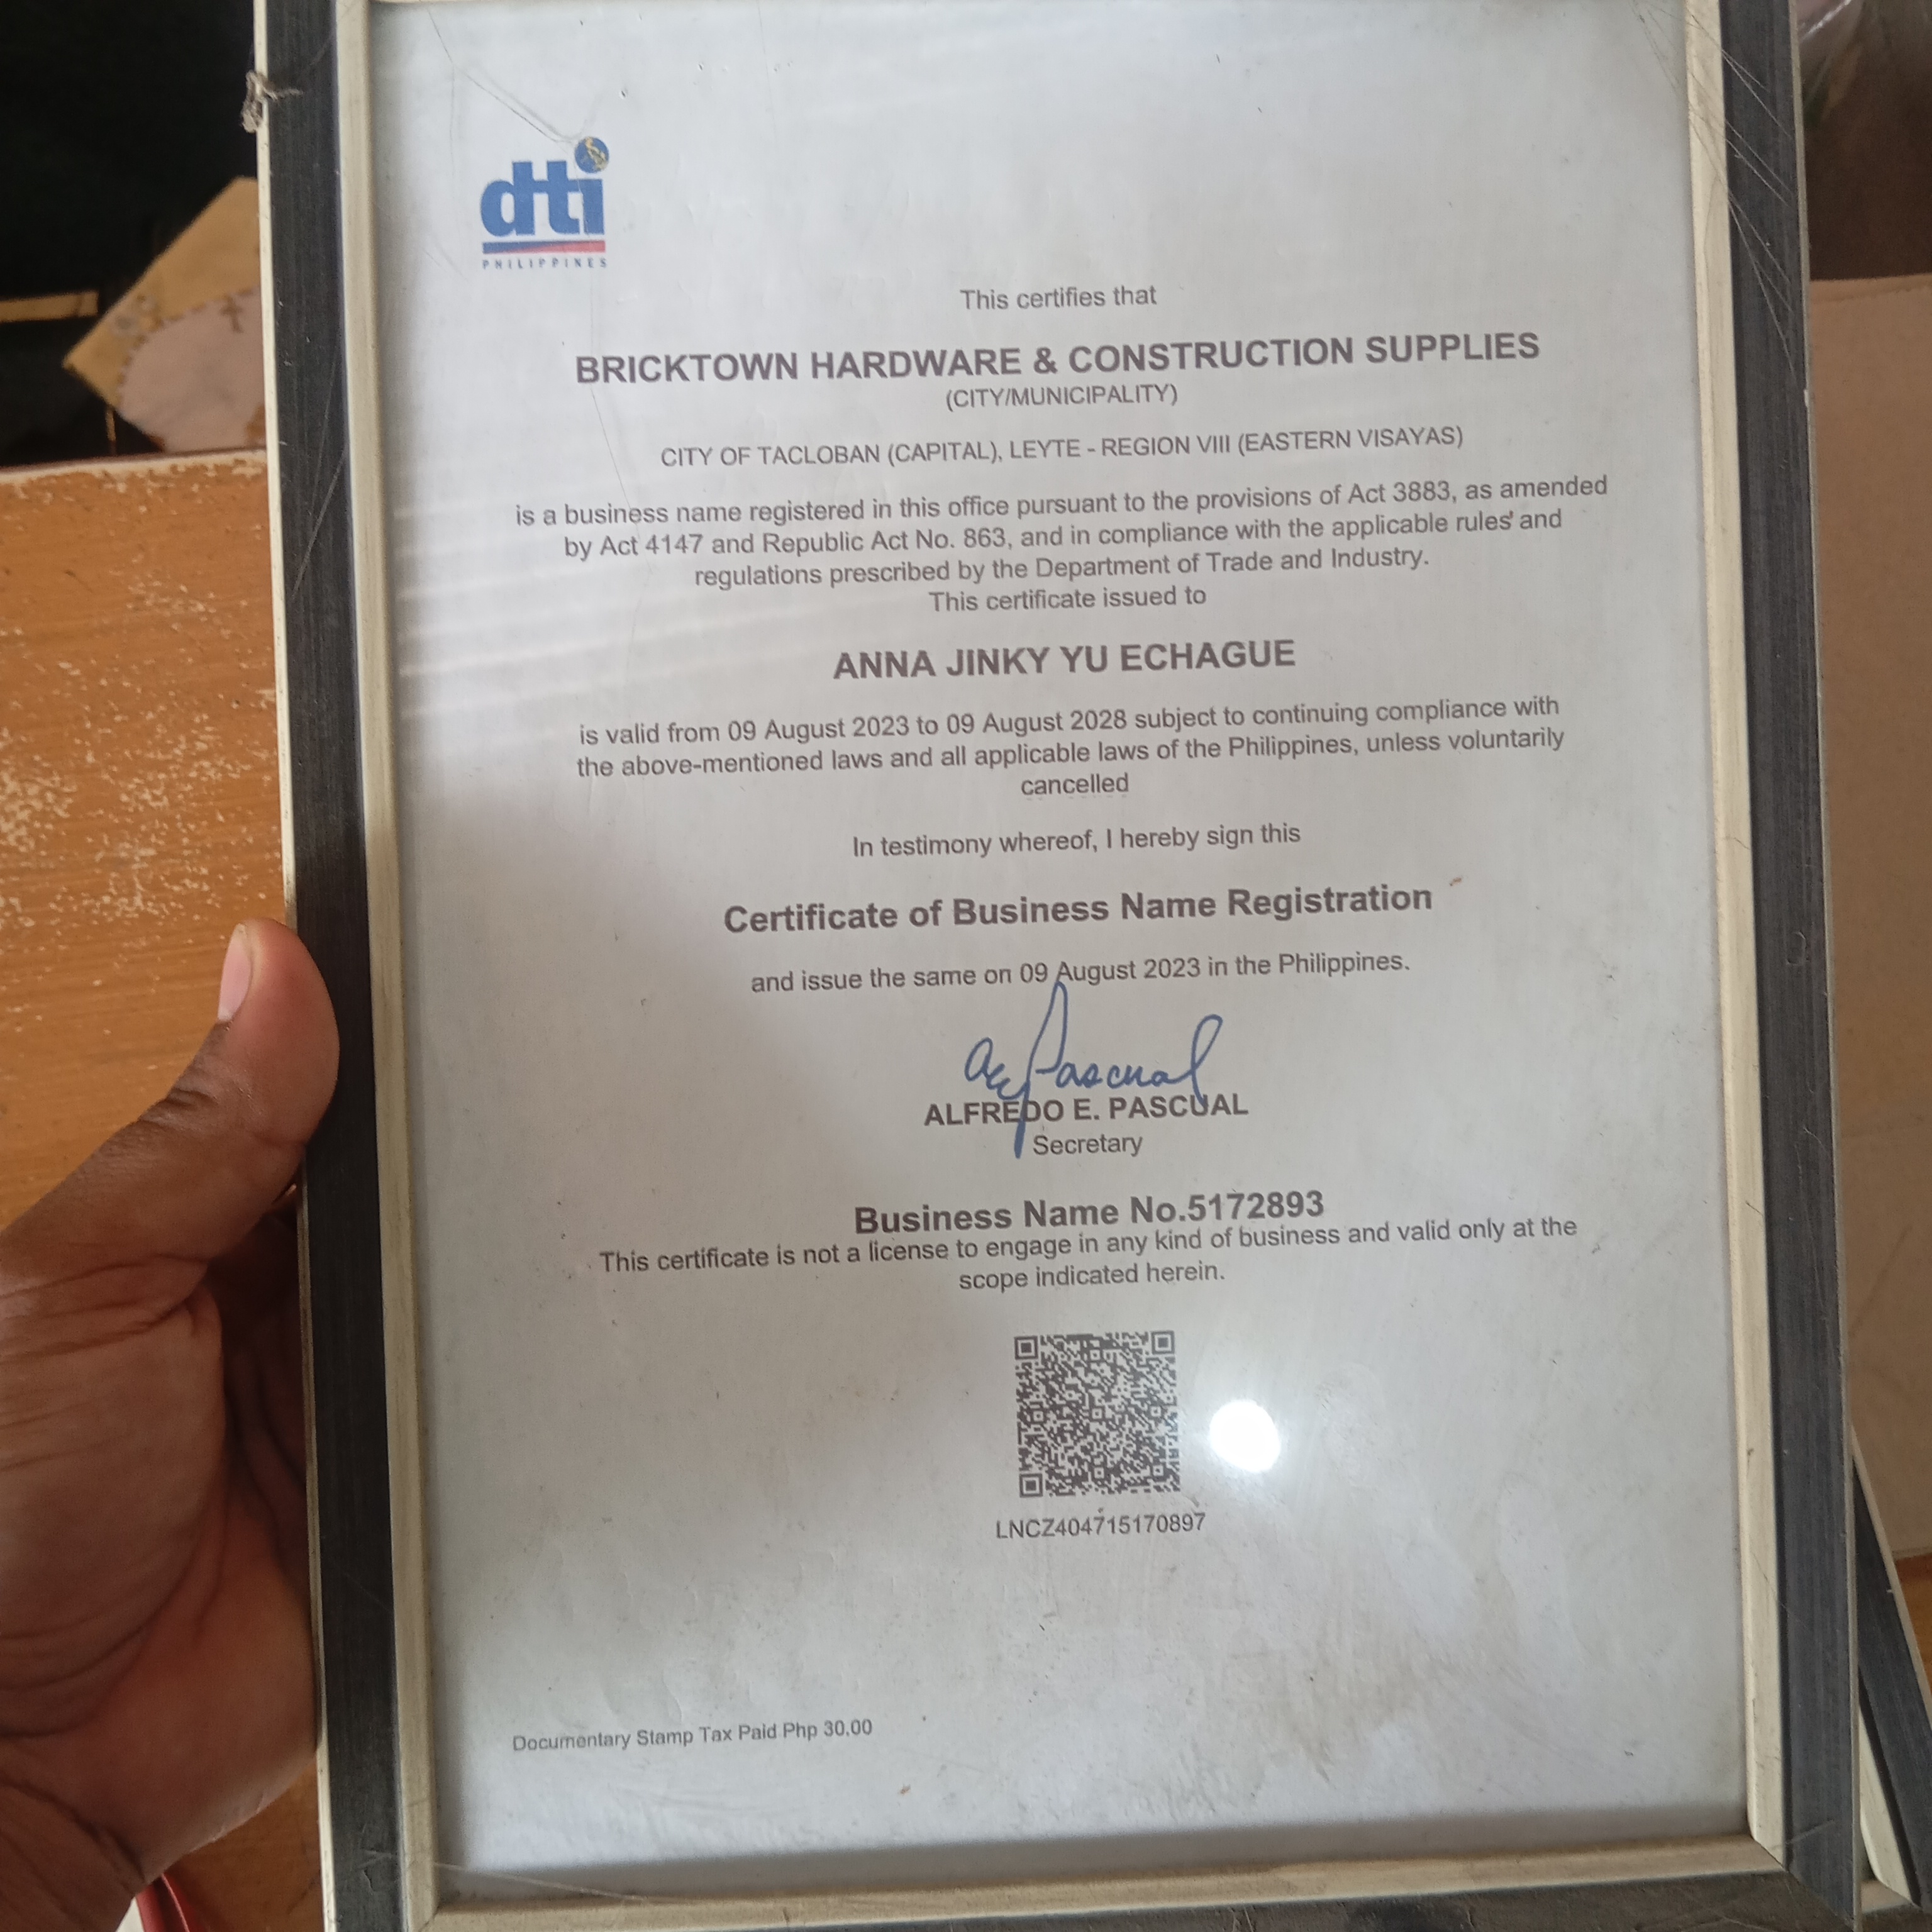 dti
PHILIPPINES
This certifies that
BRICKTOWN HARDWARE & CONSTRUCTION SUPPLIES
(CITY/MUNICIPALITY)
CITY OF TACLOBAN (CAPITAL), LEYTE - REGION VIII (EASTERN VISAYAS)
is a business name registered in this office pursuant to the provisions of Act 3883, as amended
by Act 4147 and Republic Act No. 863, and in compliance with the applicable rules and
regulations prescribed by the Department of Trade and Industry.
This certificate issued to
ANNA JINKY YU ECHAGUE
is valid from 09 August 2023 to 09 August 2028 subject to continuing compliance with
the above-mentioned laws and all applicable laws of the Philippines, unless voluntarily
cancelled
In testimony whereof, I hereby sign this
Certificate of Business Name Registration
and issue the same on 09 August 2023 in the Philippines.
ae Pascual
ALFREDO E. PASCUAL
Secretary
Business Name No.5172893
This certificate is not a license to engage in any kind of business and valid only at the
scope indicated herein.
LNCZ404715170897
Documentary Stamp Tax Paid Php 30.00